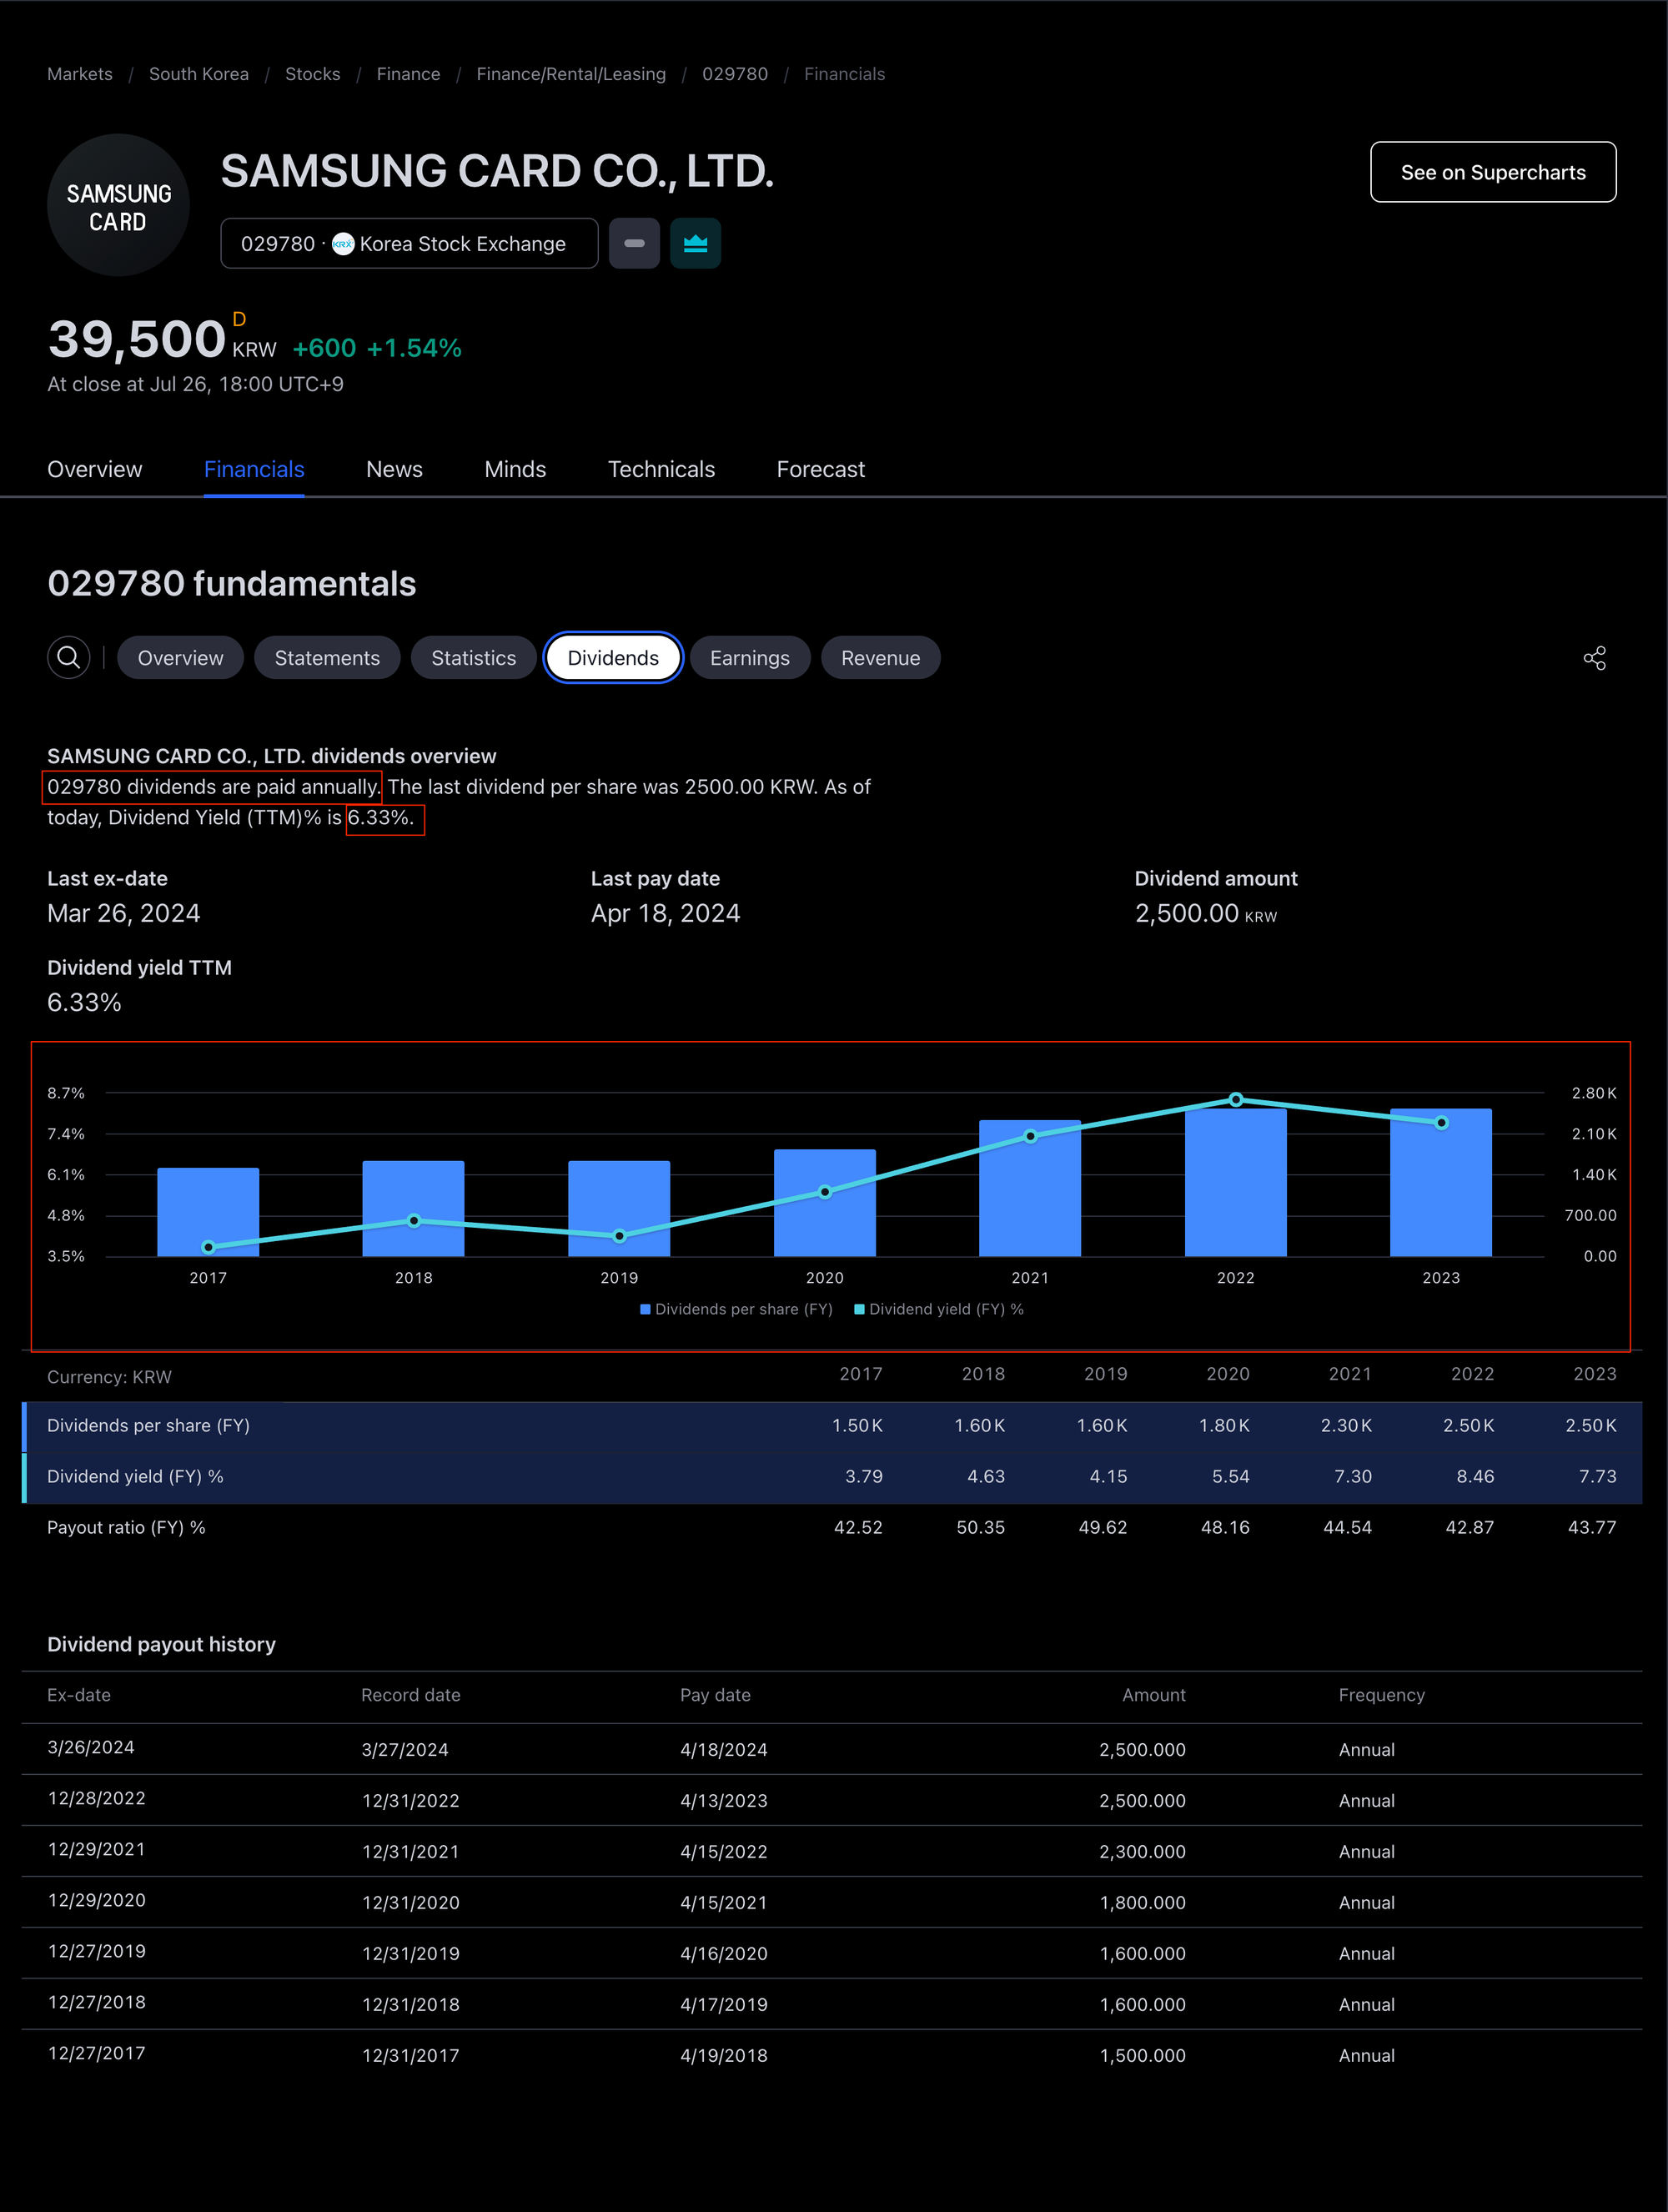 Markets / South Korea / Stocks / Finance / Finance/Rental/Leasing / 029780 / Financials
SAMSUNG
CARD
SAMSUNG CARD CO., LTD.
See on Supercharts
029780 · KRX Korea Stock Exchange
39,500 D KRW +600 +1.54%
At close at Jul 26, 18:00 UTC+9
Overview Financials News Minds Technicals Forecast
029780 fundamentals
Overview Statements Statistics Dividends Earnings Revenue
SAMSUNG CARD CO., LTD. dividends overview
029780 dividends are paid annually. The last dividend per share was 2500.00 KRW. As of
today, Dividend Yield (TTM)% is 6.33%.
Last ex-date Last pay date Dividend amount
Mar 26, 2024 Apr 18, 2024 2,500.00 KRW
Dividend yield TTM
6.33%
8.7% 2.80K
7.4% 2.10K
6.1% 1.40K
4.8% 700.00
3.5% 0.00
2017 2018 2019 2020 2021 2022 2023
Dividends per share (FY) Dividend yield (FY) %
Currency: KRW 2017 2018 2019 2020 2021 2022 2023
Dividends per share (FY) 1.50K 1.60K 1.60K 1.80K 2.30K 2.50K 2.50K
Dividend yield (FY) % 3.79 4.63 4.15 5.54 7.30 8.46 7.73
Payout ratio (FY) % 42.52 50.35 49.62 48.16 44.54 42.87 43.77
Dividend payout history
Ex-date Record date Pay date Amount Frequency
3/26/2024 3/27/2024 4/18/2024 2,500.000 Annual
12/28/2022 12/31/2022 4/13/2023 2,500.000 Annual
12/29/2021 12/31/2021 4/15/2022 2,300.000 Annual
12/29/2020 12/31/2020 4/15/2021 1,800.000 Annual
12/27/2019 12/31/2019 4/16/2020 1,600.000 Annual
12/27/2018 12/31/2018 4/17/2019 1,600.000 Annual
12/27/2017 12/31/2017 4/19/2018 1,500.000 Annual